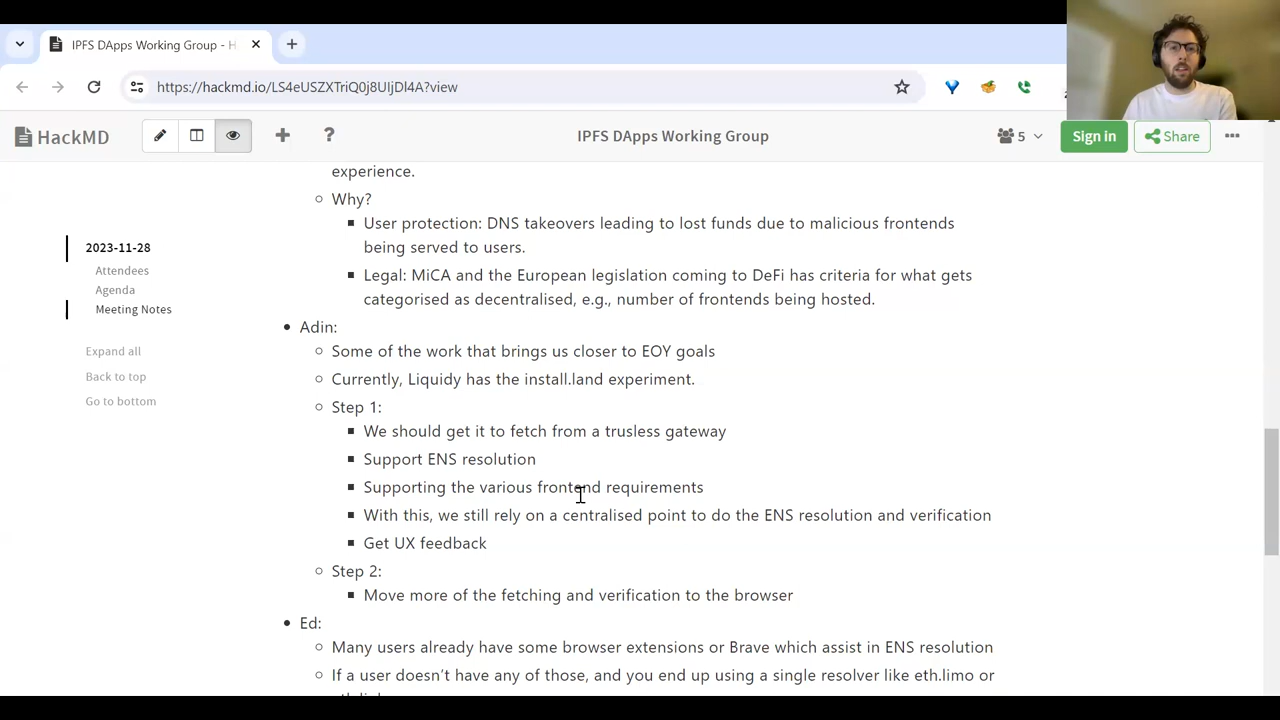 IPFS DApps Working Group - H
https://hackmd.io/LS4eUSZXTriQ0j8UIjDl4A?view
HackMD
IPFS DApps Working Group
5
Sign in
Share
experience.
Why?
User protection: DNS takeovers leading to lost funds due to malicious frontends
being served to users.
Legal: MiCA and the European legislation coming to DeFi has criteria for what gets
categorised as decentralised, e.g., number of frontends being hosted.
2023-11-28
Attendees
Agenda
Meeting Notes
Expand all
Back to top
Go to bottom
Adin:
Some of the work that brings us closer to EOY goals
Currently, Liquidy has the install.land experiment.
Step 1:
We should get it to fetch from a trusless gateway
Support ENS resolution
Supporting the various frontend requirements
With this, we still rely on a centralised point to do the ENS resolution and verification
Get UX feedback
Step 2:
Move more of the fetching and verification to the browser
Ed:
Many users already have some browser extensions or Brave which assist in ENS resolution
If a user doesn't have any of those, and you end up using a single resolver like eth.limo or